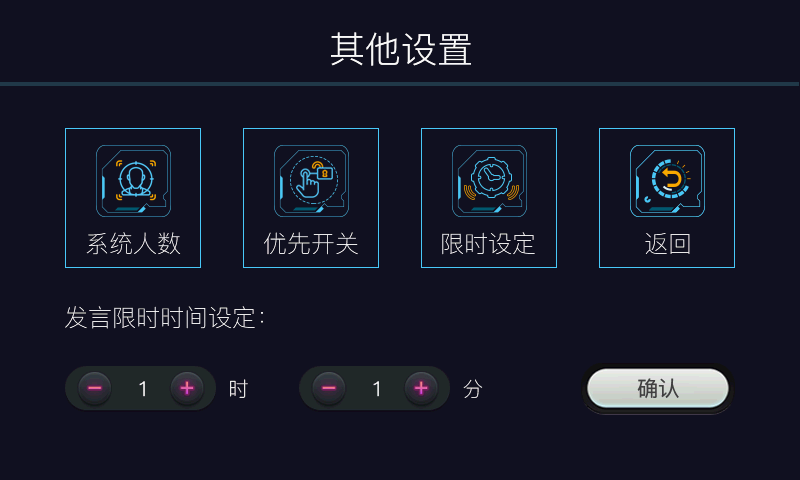 其他设置
系统人数 优先开关 限时设定 返回
发言限时时间设定:
− 1 + 时 − 1 + 分 确认